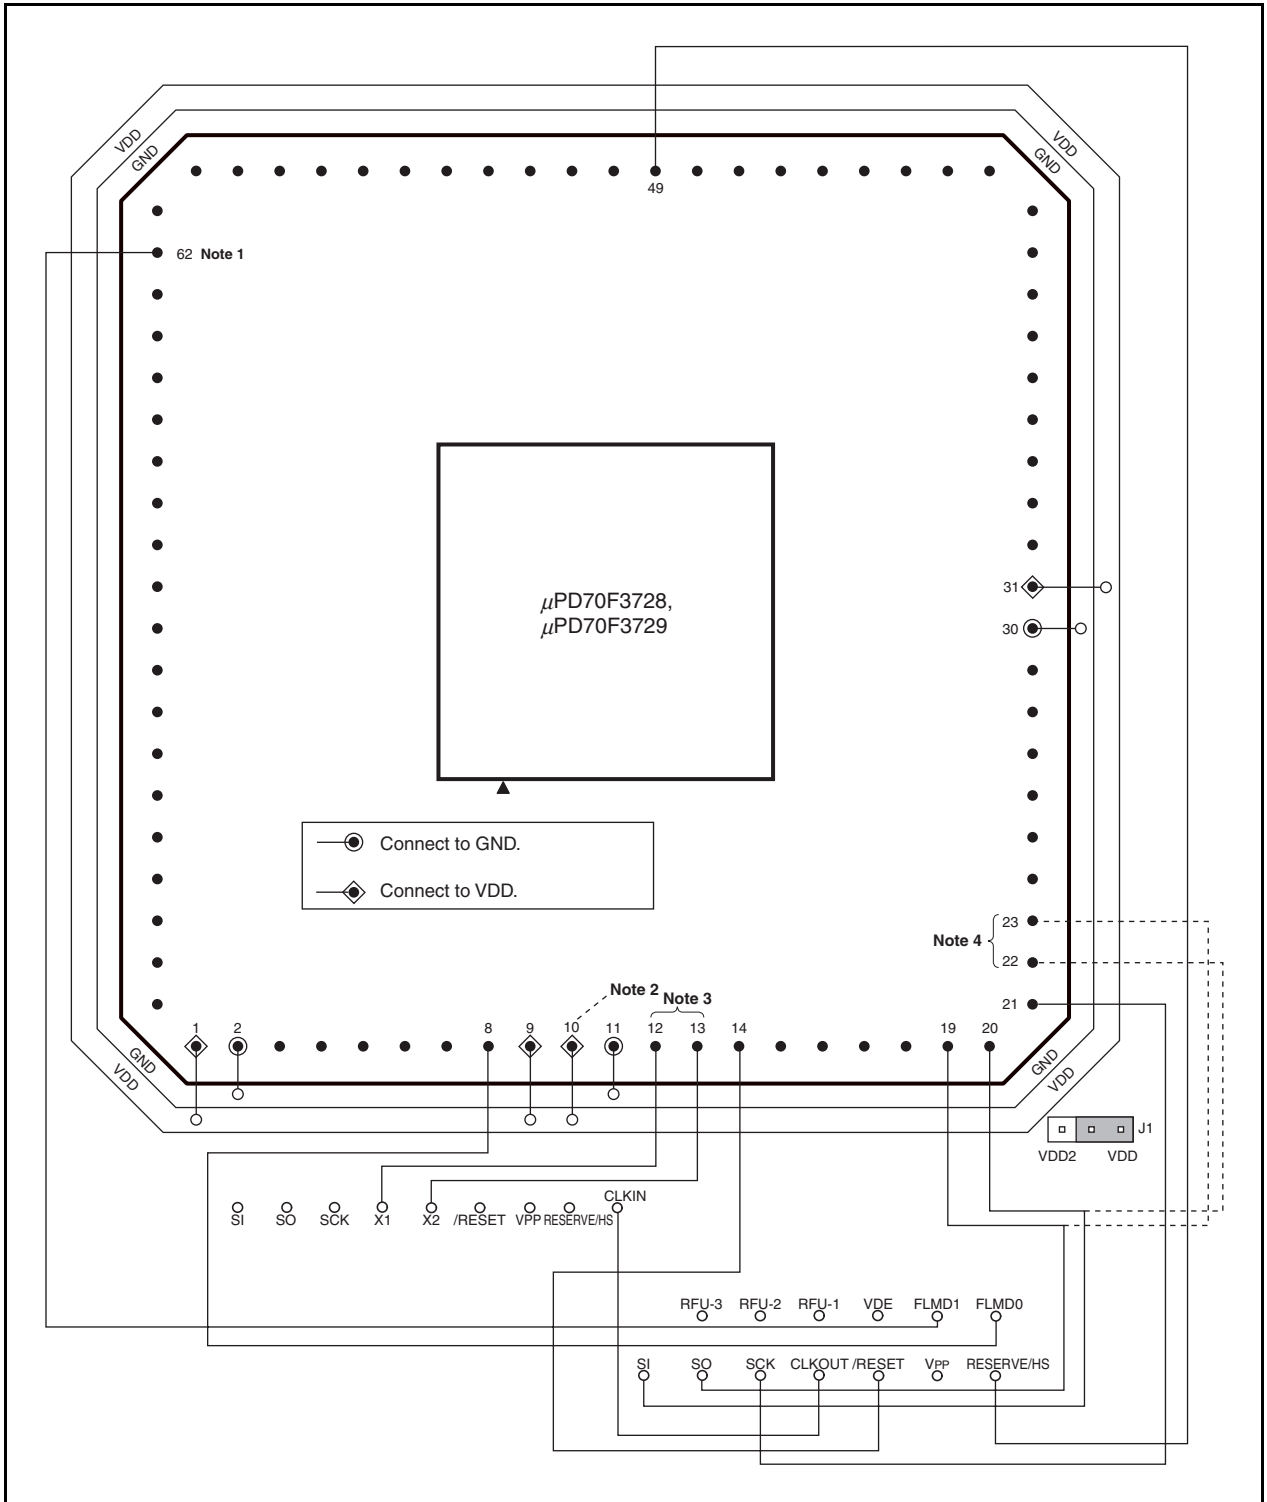 VDD
GND
VDD
GND
49
62 Note 1
μPD70F3728,
μPD70F3729
31
30
Connect to GND.
Connect to VDD.
23
Note 4
22
21
Note 2
Note 3
1 2 8 9 10 11 12 13 14 19 20
GND
VDD
GND
VDD
J1
VDD2 VDD
CLKIN
SI SO SCK X1 X2 /RESET VPP RESERVE/HS
RFU-3 RFU-2 RFU-1 VDE FLMD1 FLMD0
SI SO SCK CLKOUT /RESET VPP RESERVE/HS